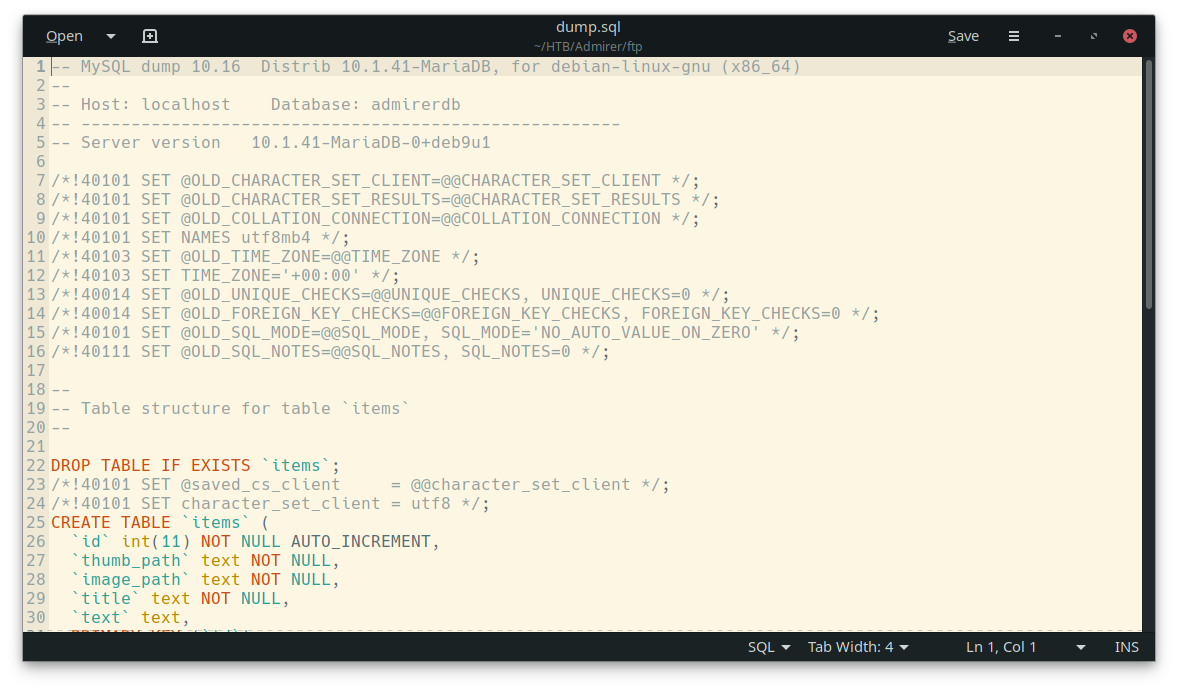 Open
dump.sql
~/HTB/Admirer/ftp
Save
1 -- MySQL dump 10.16  Distrib 10.1.41-MariaDB, for debian-linux-gnu (x86_64)
2 --
3 -- Host: localhost    Database: admirerdb
4 -- ------------------------------------------------------
5 -- Server version   10.1.41-MariaDB-0+deb9u1
6
7 /*!40101 SET @OLD_CHARACTER_SET_CLIENT=@@CHARACTER_SET_CLIENT */;
8 /*!40101 SET @OLD_CHARACTER_SET_RESULTS=@@CHARACTER_SET_RESULTS */;
9 /*!40101 SET @OLD_COLLATION_CONNECTION=@@COLLATION_CONNECTION */;
10 /*!40101 SET NAMES utf8mb4 */;
11 /*!40103 SET @OLD_TIME_ZONE=@@TIME_ZONE */;
12 /*!40103 SET TIME_ZONE='+00:00' */;
13 /*!40014 SET @OLD_UNIQUE_CHECKS=@@UNIQUE_CHECKS, UNIQUE_CHECKS=0 */;
14 /*!40014 SET @OLD_FOREIGN_KEY_CHECKS=@@FOREIGN_KEY_CHECKS, FOREIGN_KEY_CHECKS=0 */;
15 /*!40101 SET @OLD_SQL_MODE=@@SQL_MODE, SQL_MODE='NO_AUTO_VALUE_ON_ZERO' */;
16 /*!40111 SET @OLD_SQL_NOTES=@@SQL_NOTES, SQL_NOTES=0 */;
17
18 --
19 -- Table structure for table `items`
20 --
21
22 DROP TABLE IF EXISTS `items`;
23 /*!40101 SET @saved_cs_client     = @@character_set_client */;
24 /*!40101 SET character_set_client = utf8 */;
25 CREATE TABLE `items` (
26   `id` int(11) NOT NULL AUTO_INCREMENT,
27   `thumb_path` text NOT NULL,
28   `image_path` text NOT NULL,
29   `title` text NOT NULL,
30   `text` text,
SQL
Tab Width: 4
Ln 1, Col 1
INS